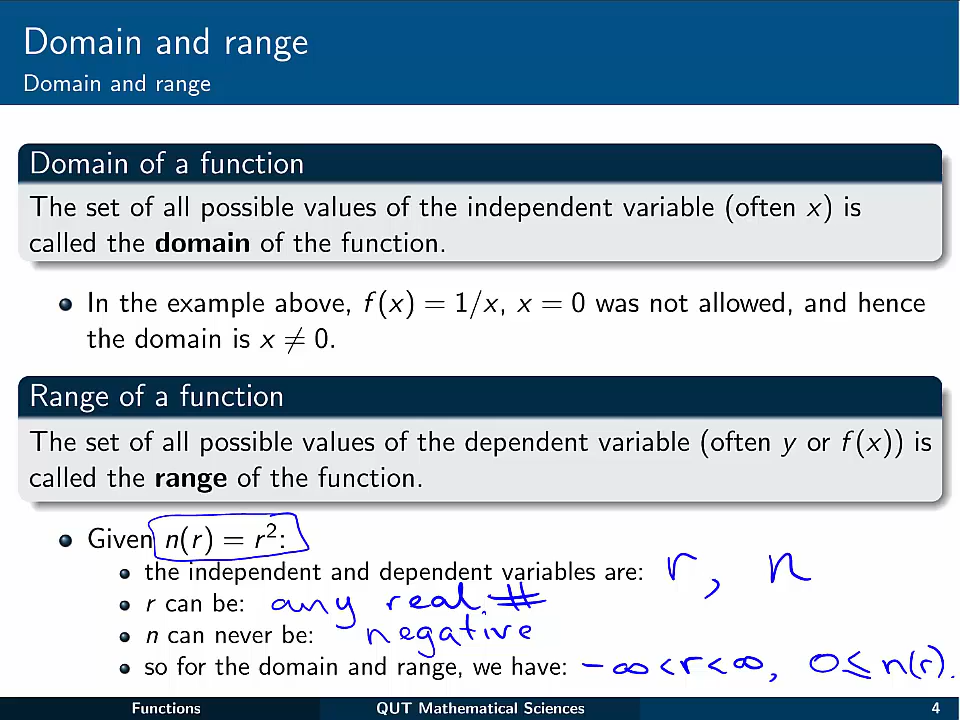 Domain and range
Domain and range
Domain of a function
The set of all possible values of the independent variable (often x) is
called the domain of the function.
In the example above, f(x) = 1/x, x = 0 was not allowed, and hence
the domain is x ≠ 0.
Range of a function
The set of all possible values of the dependent variable (often y or f(x)) is
called the range of the function.
Given n(r) = r²:
the independent and dependent variables are: r, n
r can be: any real #
n can never be: negative
so for the domain and range, we have: -∞<r<∞, 0≤n(r).
Functions QUT Mathematical Sciences 4